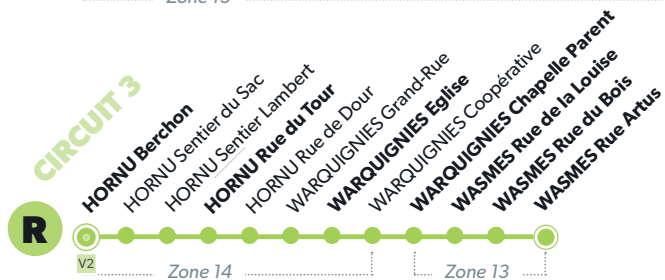 Zone 13
CIRCUIT 3
HORNU Berchon
HORNU Sentier du Sac
HORNU Sentier Lambert
HORNU Rue du Tour
HORNU Rue de Dour
WARQUIGNIES Grand-Rue
WARQUIGNIES Eglise
WARQUIGNIES Coopérative
WARQUIGNIES Chapelle Parent
WASMES Rue de la Louise
WASMES Rue du Bois
WASMES Rue Artus
R
V2
Zone 14
Zone 13